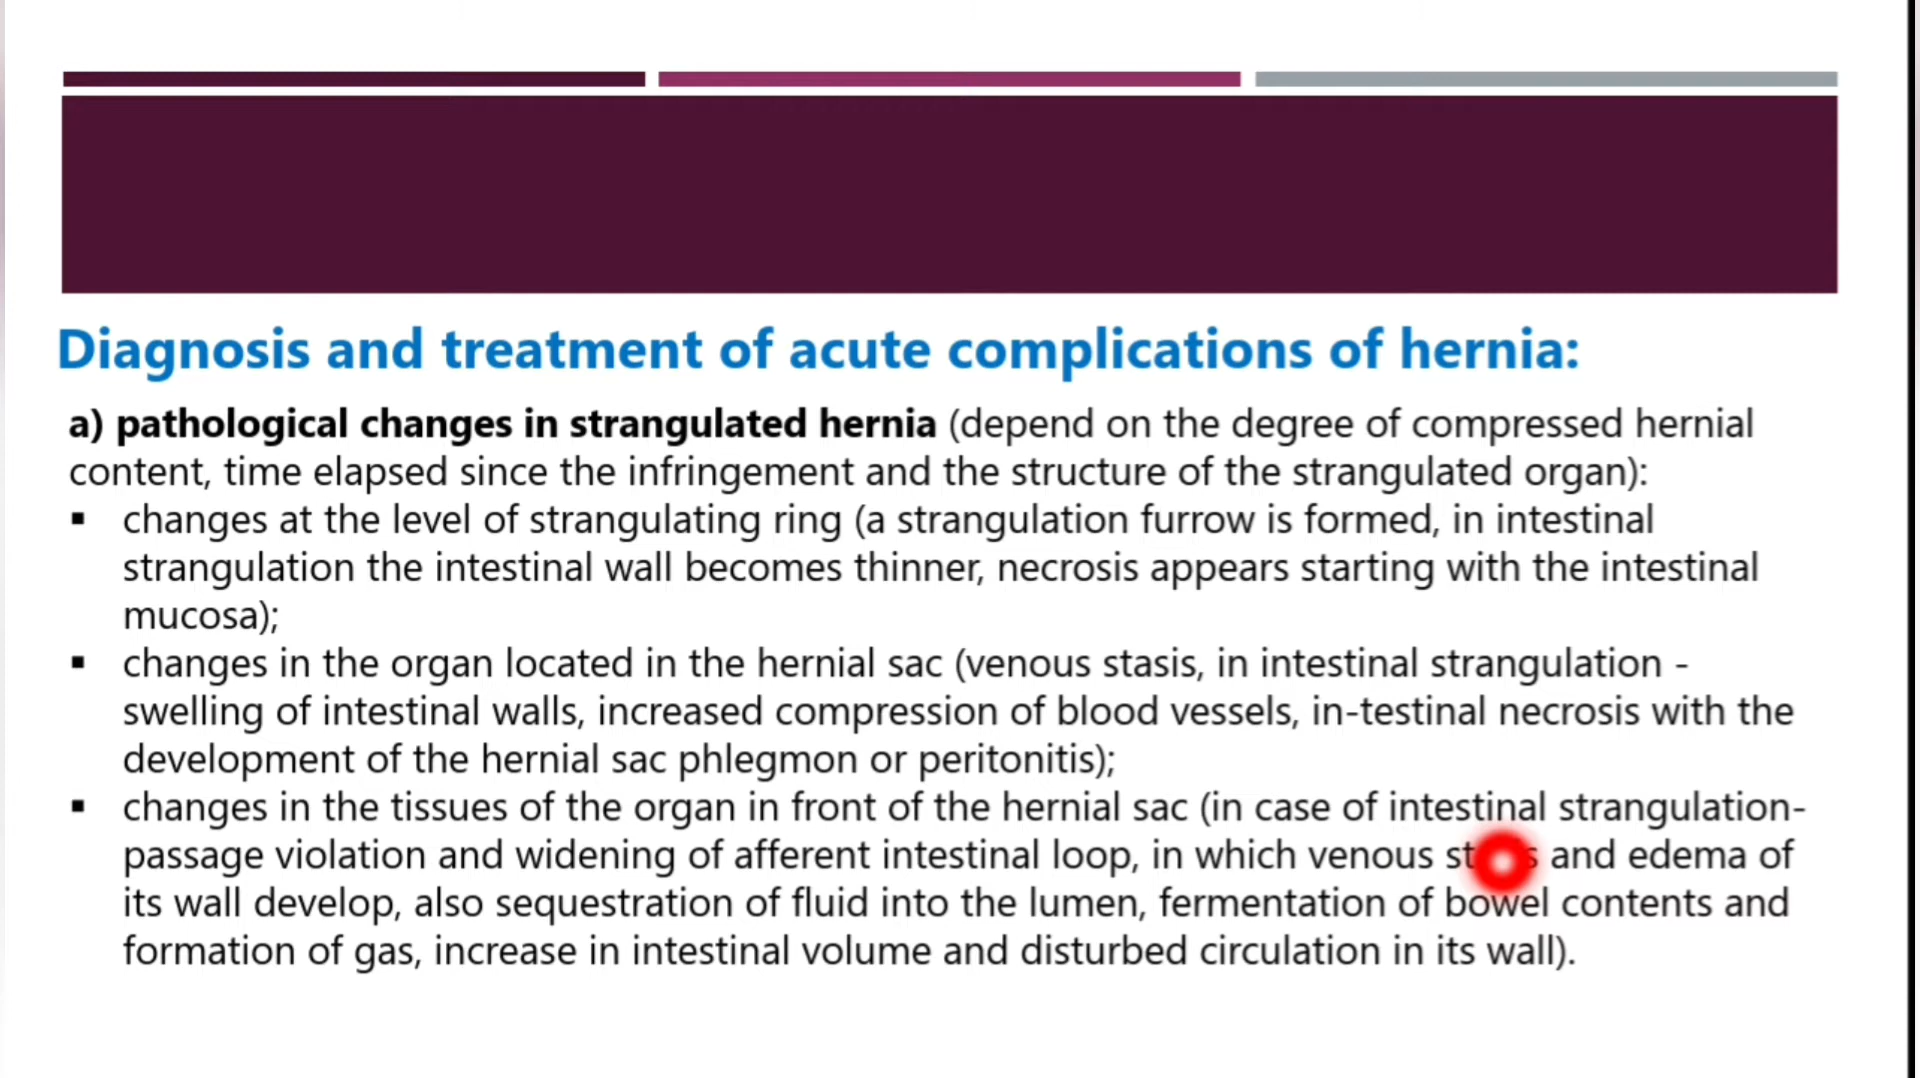 Diagnosis and treatment of acute complications of hernia:
a) pathological changes in strangulated hernia (depend on the degree of compressed hernial
content, time elapsed since the infringement and the structure of the strangulated organ):
▪ changes at the level of strangulating ring (a strangulation furrow is formed, in intestinal
strangulation the intestinal wall becomes thinner, necrosis appears starting with the intestinal
mucosa);
▪ changes in the organ located in the hernial sac (venous stasis, in intestinal strangulation -
swelling of intestinal walls, increased compression of blood vessels, in-testinal necrosis with the
development of the hernial sac phlegmon or peritonitis);
▪ changes in the tissues of the organ in front of the hernial sac (in case of intestinal strangulation-
passage violation and widening of afferent intestinal loop, in which venous and edema of
its wall develop, also sequestration of fluid into the lumen, fermentation of bowel contents and
formation of gas, increase in intestinal volume and disturbed circulation in its wall).